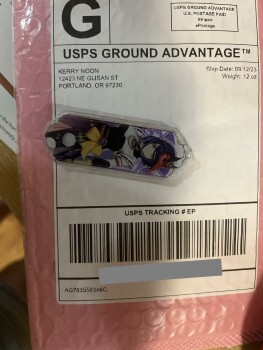 G
USPS GROUND ADVANTAGE
U.S. POSTAGE PAID
ePostage
USPS GROUND ADVANTAGE™
KERRY NOON
12423 NE GLISAN ST
PORTLAND, OR 97230
Ship Date: 09/12/23
Weight: 12 oz
USPS TRACKING # EP